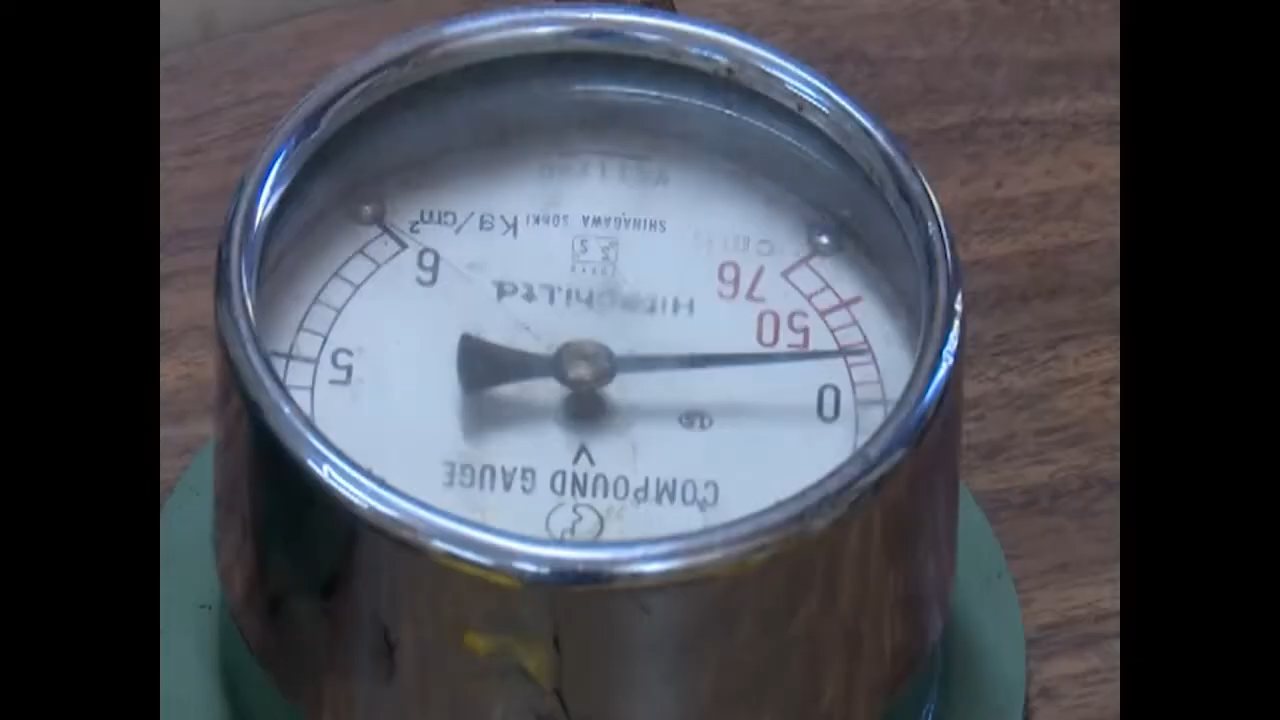 COMPOUND GAUGE
V
0
50
76
5
6
Hitachi.Ltd
S S
Kg/cm²
SHINAGAWA SOKKI